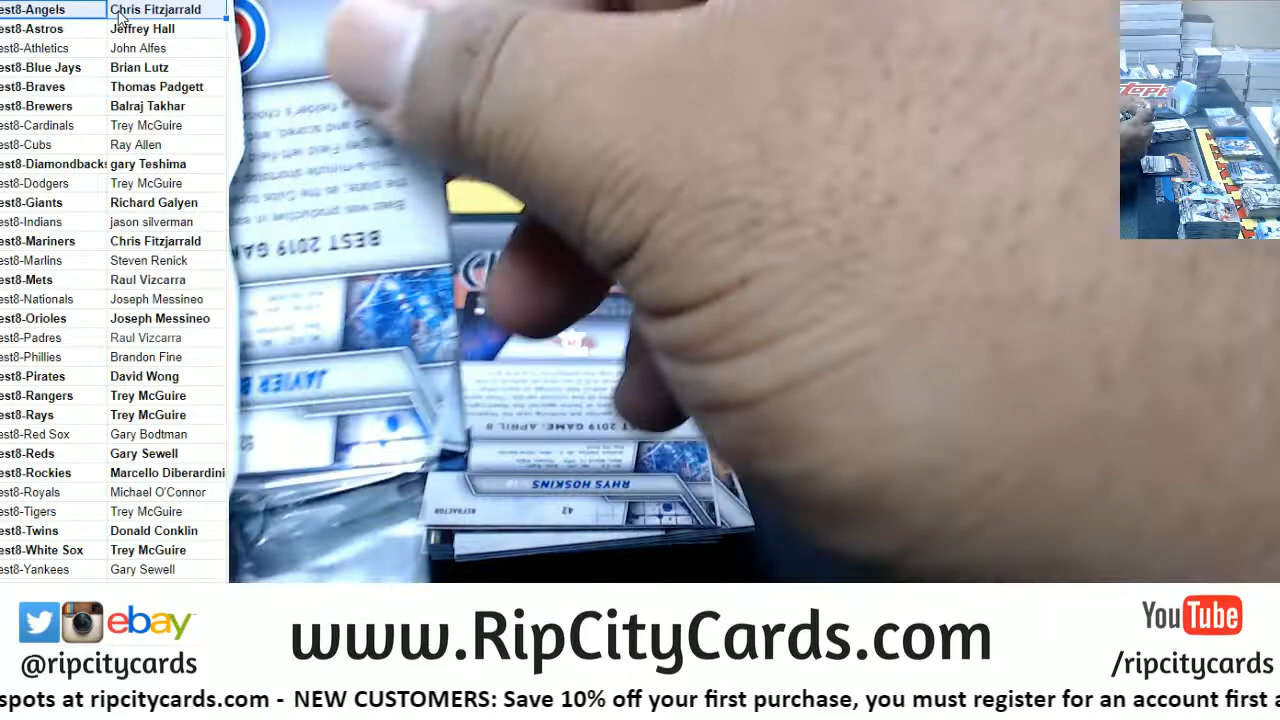 est8-Angels Chris Fitzjarrald
est8-Astros Jeffrey Hall
est8-Athletics John Alfes
est8-Blue Jays Brian Lutz
est8-Braves Thomas Padgett
est8-Brewers Balraj Takhar
est8-Cardinals Trey McGuire
est8-Cubs Ray Allen
est8-Diamondbacks gary Teshima
est8-Dodgers Trey McGuire
est8-Giants Richard Galyen
est8-Indians jason silverman
est8-Mariners Chris Fitzjarrald
est8-Marlins Steven Renick
est8-Mets Raul Vizcarra
est8-Nationals Joseph Messineo
est8-Orioles Joseph Messineo
est8-Padres Raul Vizcarra
est8-Phillies Brandon Fine
est8-Pirates David Wong
est8-Rangers Trey McGuire
est8-Rays Trey McGuire
est8-Red Sox Gary Bodtman
est8-Reds Gary Sewell
est8-Rockies Marcello Diberardini
est8-Royals Michael O'Connor
est8-Tigers Trey McGuire
est8-Twins Donald Conklin
est8-White Sox Trey McGuire
est8-Yankees Gary Sewell
BEST 2019 GA
JAVIER B
BEST 2019 GAME: APRIL 8
RHYS HOSKINS
42
REFRACTOR
ebay
@ripcitycards
www.RipCityCards.com
YouTube
/ripcitycards
spots at ripcitycards.com - NEW CUSTOMERS: Save 10% off your first purchase, you must register for an account first a